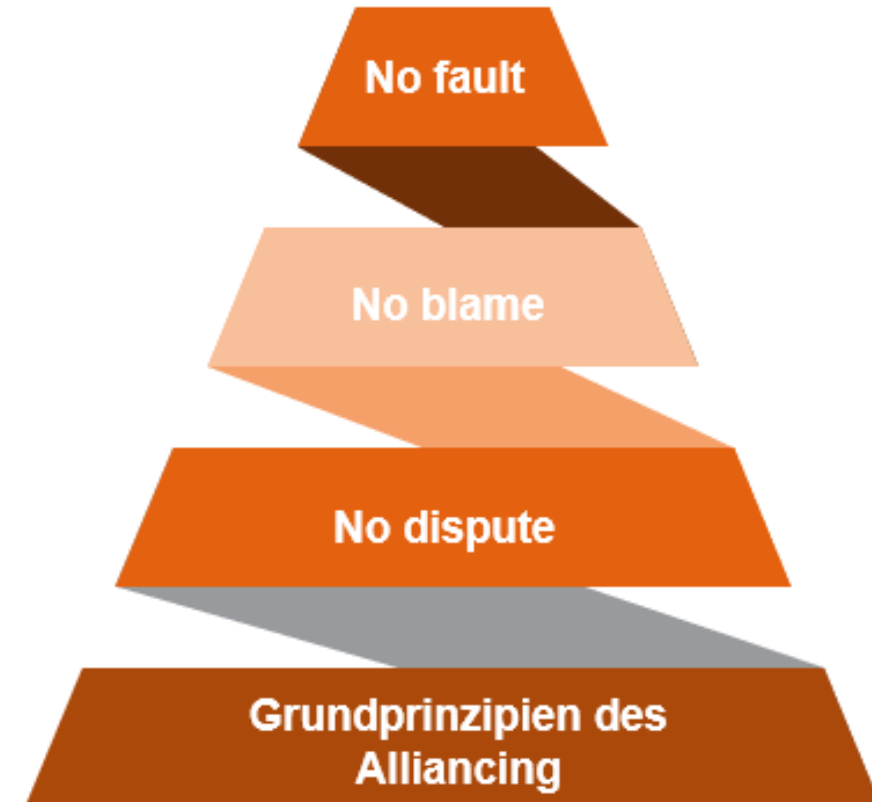 No fault
No blame
No dispute
Grundprinzipien des
Alliancing